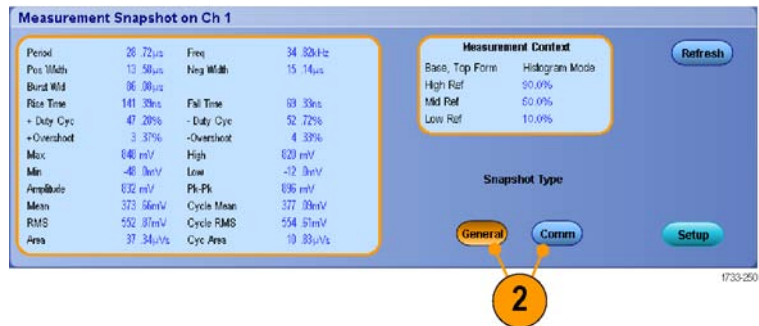 Measurement Snapshot on Ch 1
Period 28.72µs Freq 34.82kHz
Pos Width 13.58µs Neg Width 15.14µs
Burst Wid 86.08µs
Rise Time 141.39ns Fall Time 69.33ns
+ Duty Cyc 47.28% - Duty Cyc 52.72%
+Overshoot 3.37% -Overshoot 4.33%
Max 848 mV High 820 mV
Min -48.0mV Low -12.0mV
Amplitude 832 mV Pk-Pk 896 mV
Mean 373.66mV Cycle Mean 377.09mV
RMS 552.87mV Cycle RMS 554.61mV
Area 37.34µVs Cyc Area 10.83µVs
Measurement Context
Base, Top Form Histogram Mode
High Ref 90.0%
Mid Ref 50.0%
Low Ref 10.0%
Refresh
Snapshot Type
General
Comm
Setup
1733-250
2